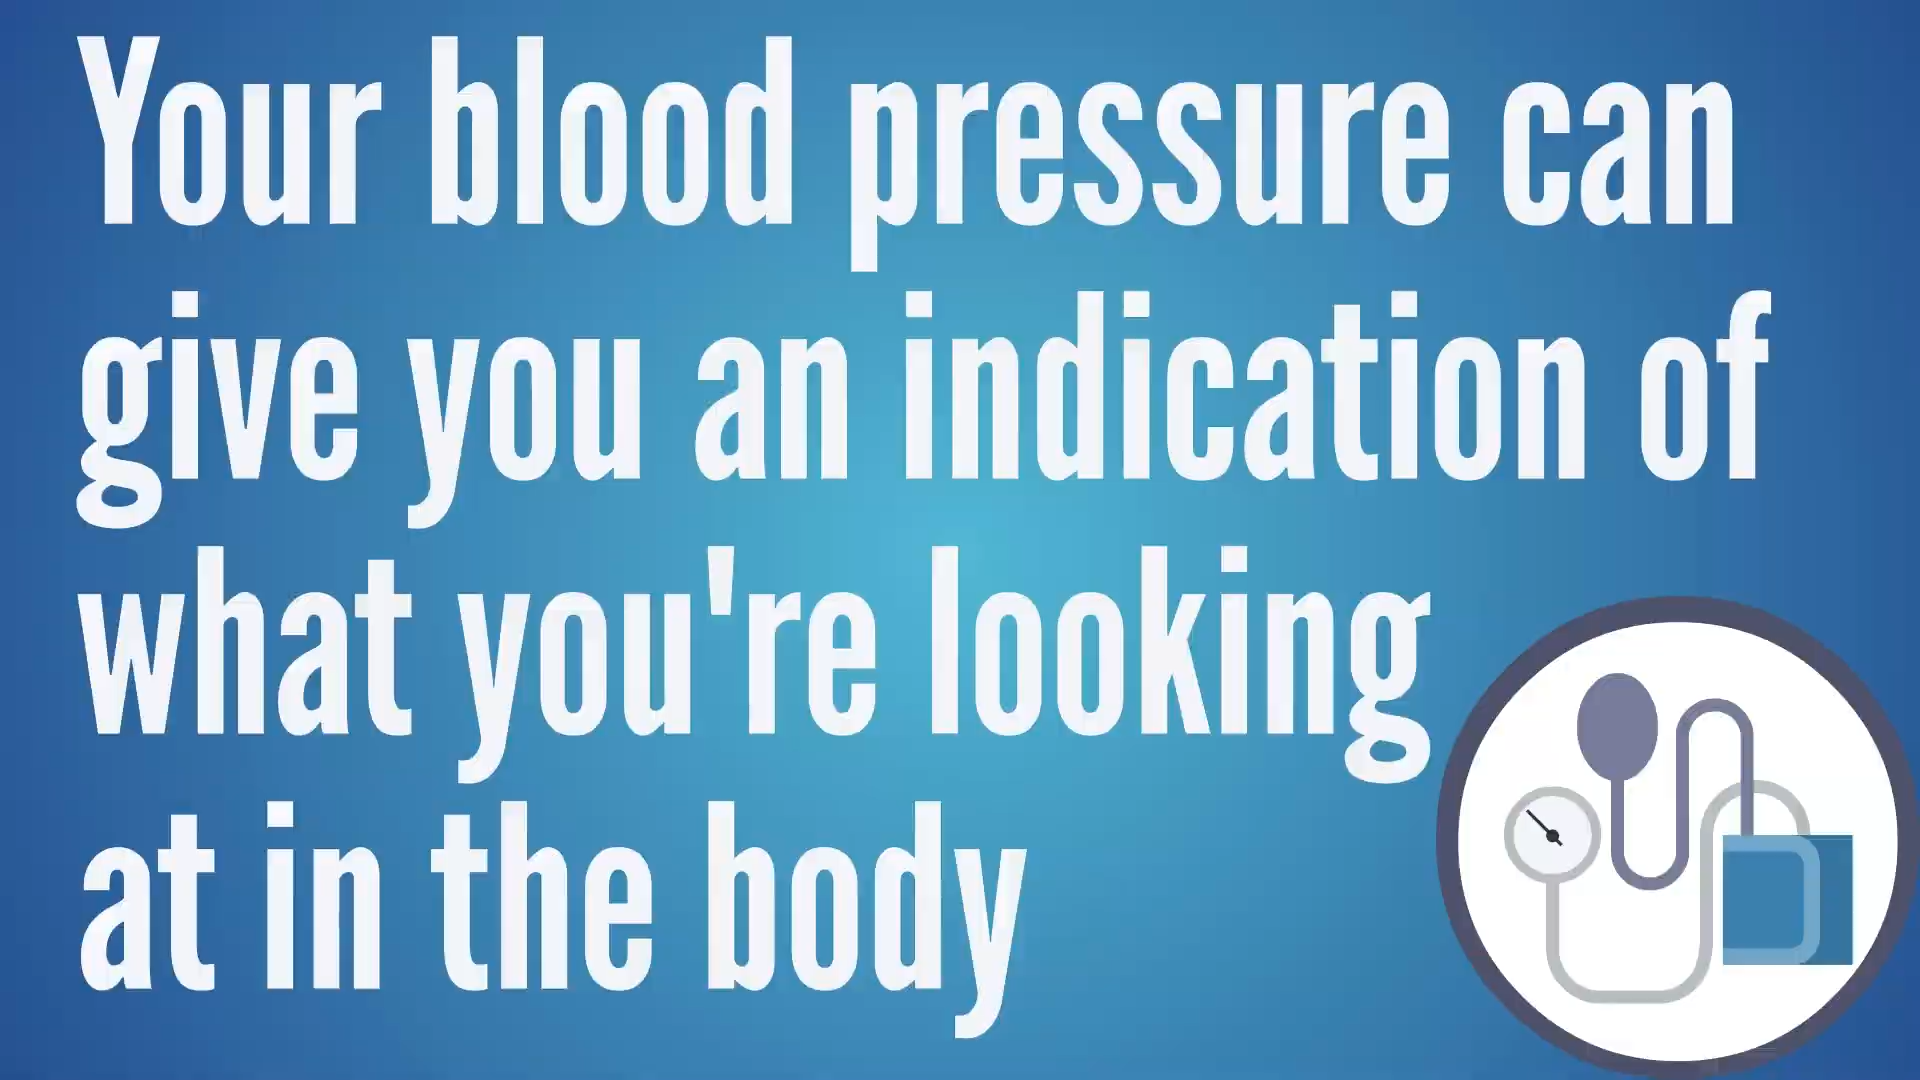 Your blood pressure can
give you an indication of
what you're looking
at in the body